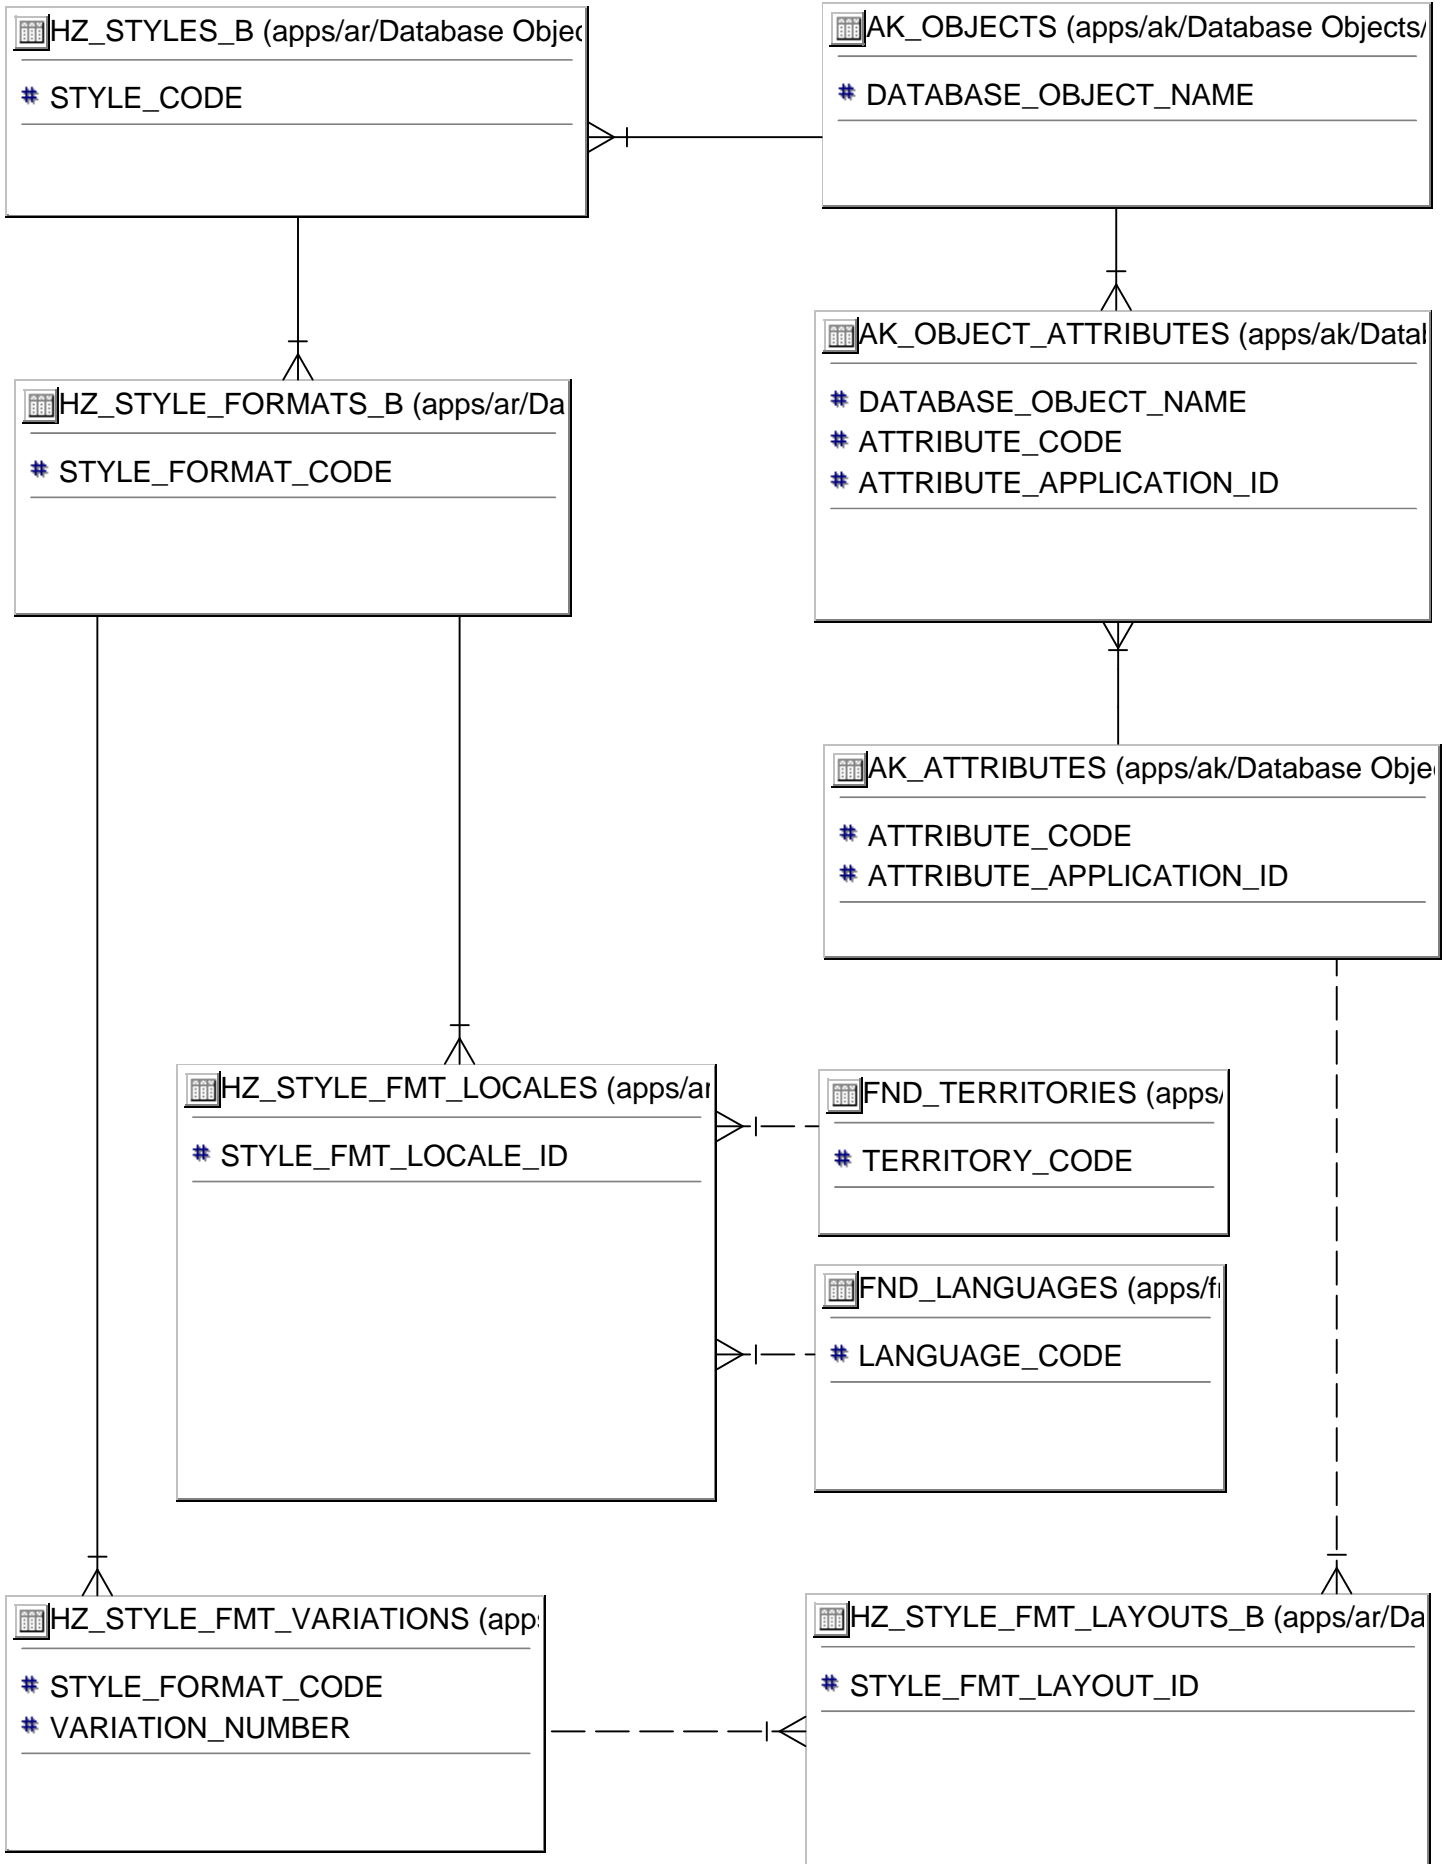 HZ_STYLES_B (apps/ar/Database Objec
# STYLE_CODE
AK_OBJECTS (apps/ak/Database Objects/
# DATABASE_OBJECT_NAME
AK_OBJECT_ATTRIBUTES (apps/ak/Datab
# DATABASE_OBJECT_NAME
# ATTRIBUTE_CODE
# ATTRIBUTE_APPLICATION_ID
HZ_STYLE_FORMATS_B (apps/ar/Da
# STYLE_FORMAT_CODE
AK_ATTRIBUTES (apps/ak/Database Obje
# ATTRIBUTE_CODE
# ATTRIBUTE_APPLICATION_ID
HZ_STYLE_FMT_LOCALES (apps/ar
# STYLE_FMT_LOCALE_ID
FND_TERRITORIES (apps/
# TERRITORY_CODE
FND_LANGUAGES (apps/f
# LANGUAGE_CODE
HZ_STYLE_FMT_VARIATIONS (apps
# STYLE_FORMAT_CODE
# VARIATION_NUMBER
HZ_STYLE_FMT_LAYOUTS_B (apps/ar/Da
# STYLE_FMT_LAYOUT_ID